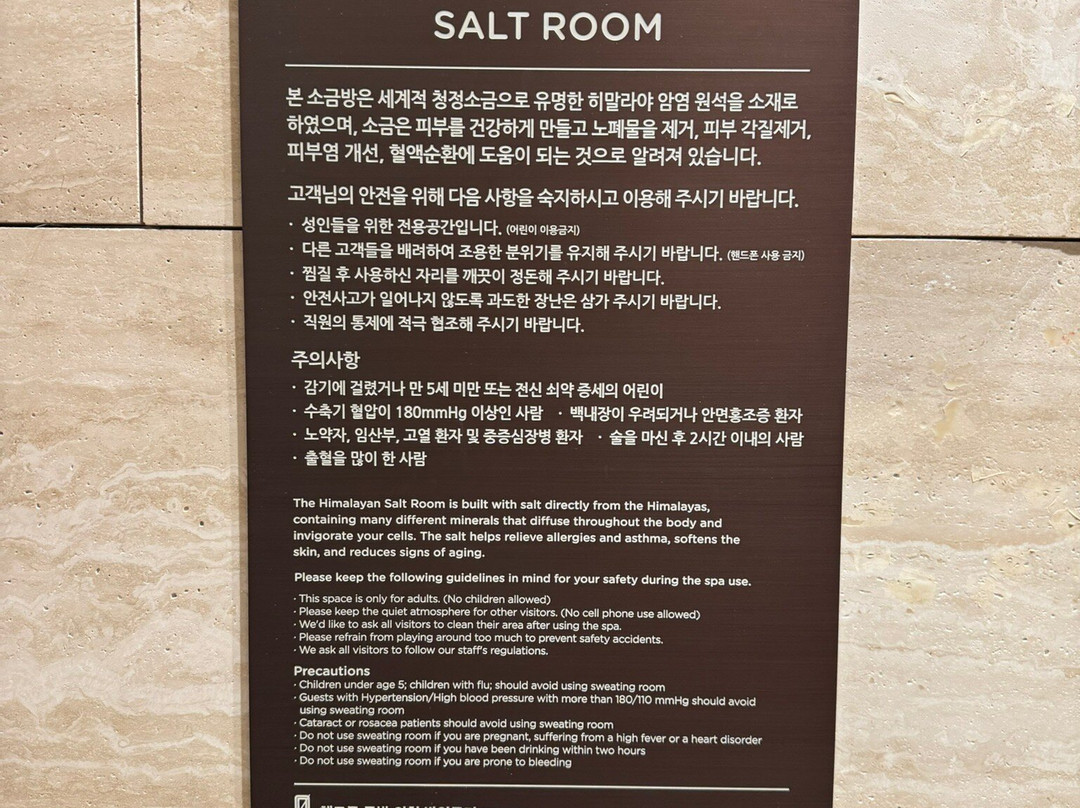 SALT ROOM
본 소금방은 세계적 청정소금으로 유명한 히말라야 암염 원석을 소재로
하였으며, 소금은 피부를 건강하게 만들고 노폐물을 제거, 피부 각질제거,
피부염 개선, 혈액순환에 도움이 되는 것으로 알려져 있습니다.
고객님의 안전을 위해 다음 사항을 숙지하시고 이용해 주시기 바랍니다.
· 성인들을 위한 전용공간입니다. (어린이 이용금지)
· 다른 고객들을 배려하여 조용한 분위기를 유지해 주시기 바랍니다. (핸드폰 사용 금지)
· 찜질 후 사용하신 자리를 깨끗이 정돈해 주시기 바랍니다.
· 안전사고가 일어나지 않도록 과도한 장난은 삼가 주시기 바랍니다.
· 직원의 통제에 적극 협조해 주시기 바랍니다.
주의사항
· 감기에 걸렸거나 만 5세 미만 또는 전신 쇠약 증세의 어린이
· 수축기 혈압이 180mmHg 이상인 사람 · 백내장이 우려되거나 안면홍조증 환자
· 노약자, 임산부, 고열 환자 및 중증심장병 환자 · 술을 마신 후 2시간 이내의 사람
· 출혈을 많이 한 사람
The Himalayan Salt Room is built with salt directly from the Himalayas,
containing many different minerals that diffuse throughout the body and
invigorate your cells. The salt helps relieve allergies and asthma, softens the
skin, and reduces signs of aging.
Please keep the following guidelines in mind for your safety during the spa use.
· This space is only for adults. (No children allowed)
· Please keep the quiet atmosphere for other visitors. (No cell phone use allowed)
· We'd like to ask all visitors to clean their area after using the spa.
· Please refrain from playing around too much to prevent safety accidents.
· We ask all visitors to follow our staff's regulations.
Precautions
· Children under age 5; children with flu; should avoid using sweating room
· Guests with Hypertension/High blood pressure with more than 180/110 mmHg should avoid
using sweating room
· Cataract or rosacea patients should avoid using sweating room
· Do not use sweating room if you are pregnant, suffering from a high fever or a heart disorder
· Do not use sweating room if you have been drinking within two hours
· Do not use sweating room if you are prone to bleeding